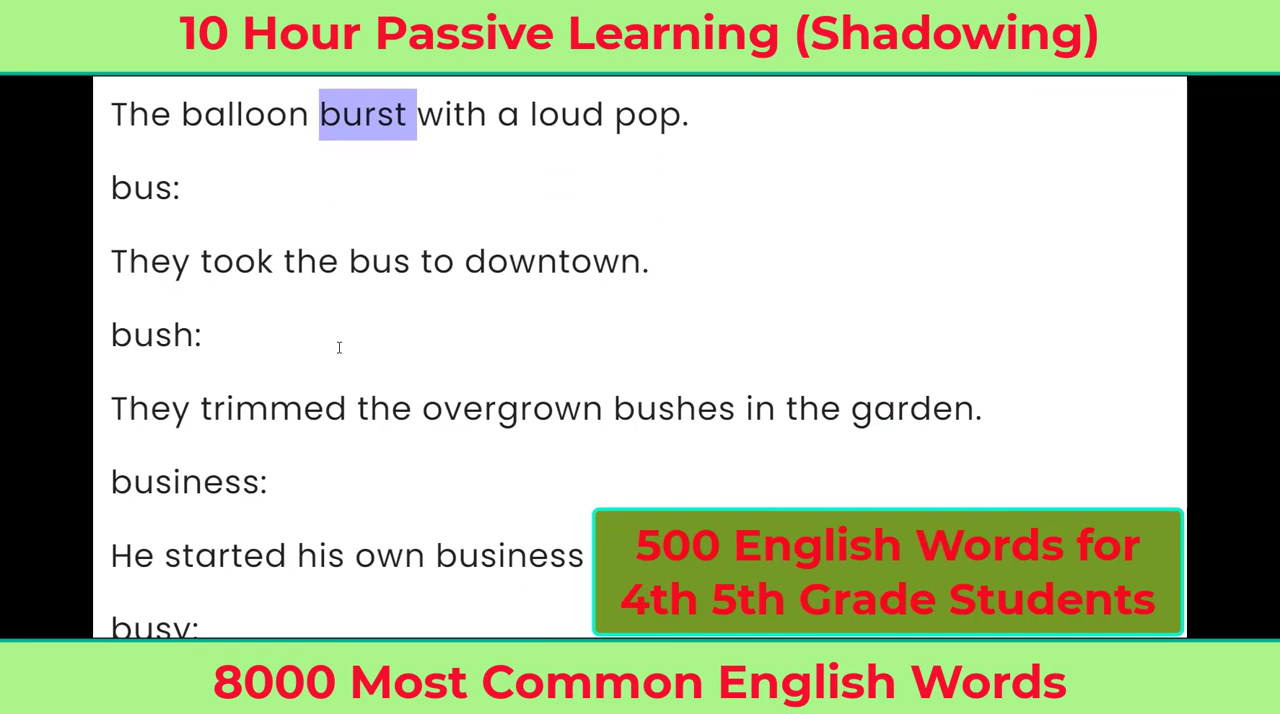 10 Hour Passive Learning (Shadowing)
The balloon burst with a loud pop.
bus:
They took the bus to downtown.
bush:
They trimmed the overgrown bushes in the garden.
business:
He started his own business
busy:
500 English Words for
4th 5th Grade Students
8000 Most Common English Words